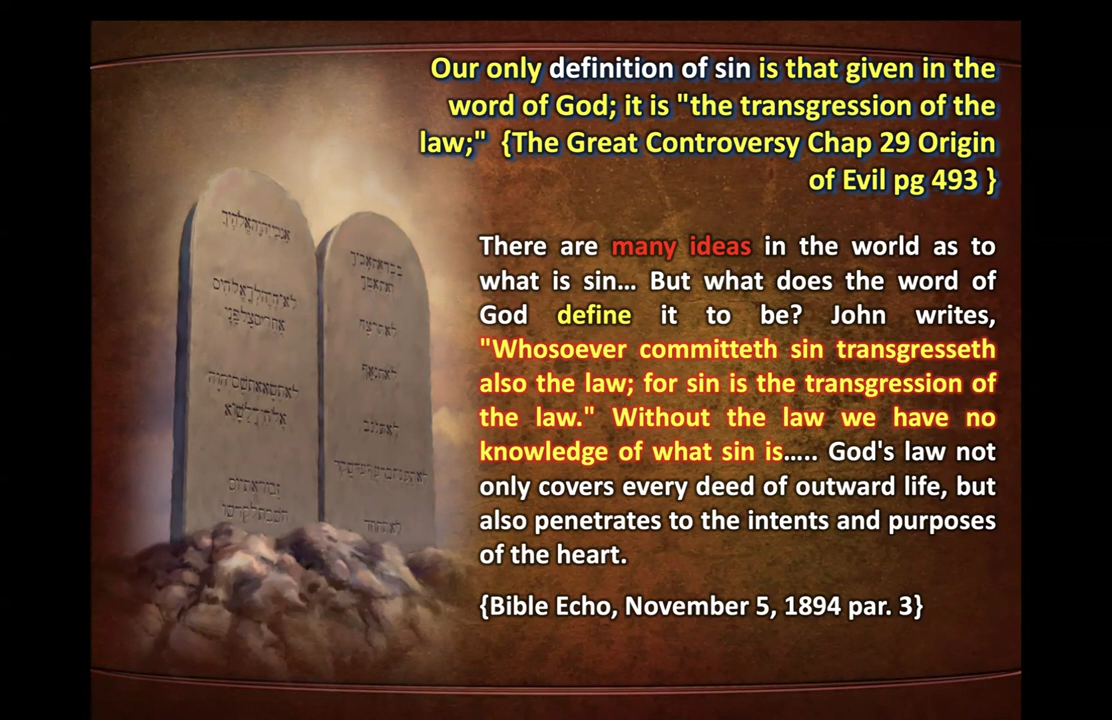 Our only definition of sin is that given in the
word of God; it is "the transgression of the
law;" {The Great Controversy Chap 29 Origin
of Evil pg 493 }
There are many ideas in the world as to
what is sin... But what does the word of
God define it to be? John writes,
"Whosoever committeth sin transgresseth
also the law; for sin is the transgression of
the law." Without the law we have no
knowledge of what sin is..... God's law not
only covers every deed of outward life, but
also penetrates to the intents and purposes
of the heart.
{Bible Echo, November 5, 1894 par. 3}